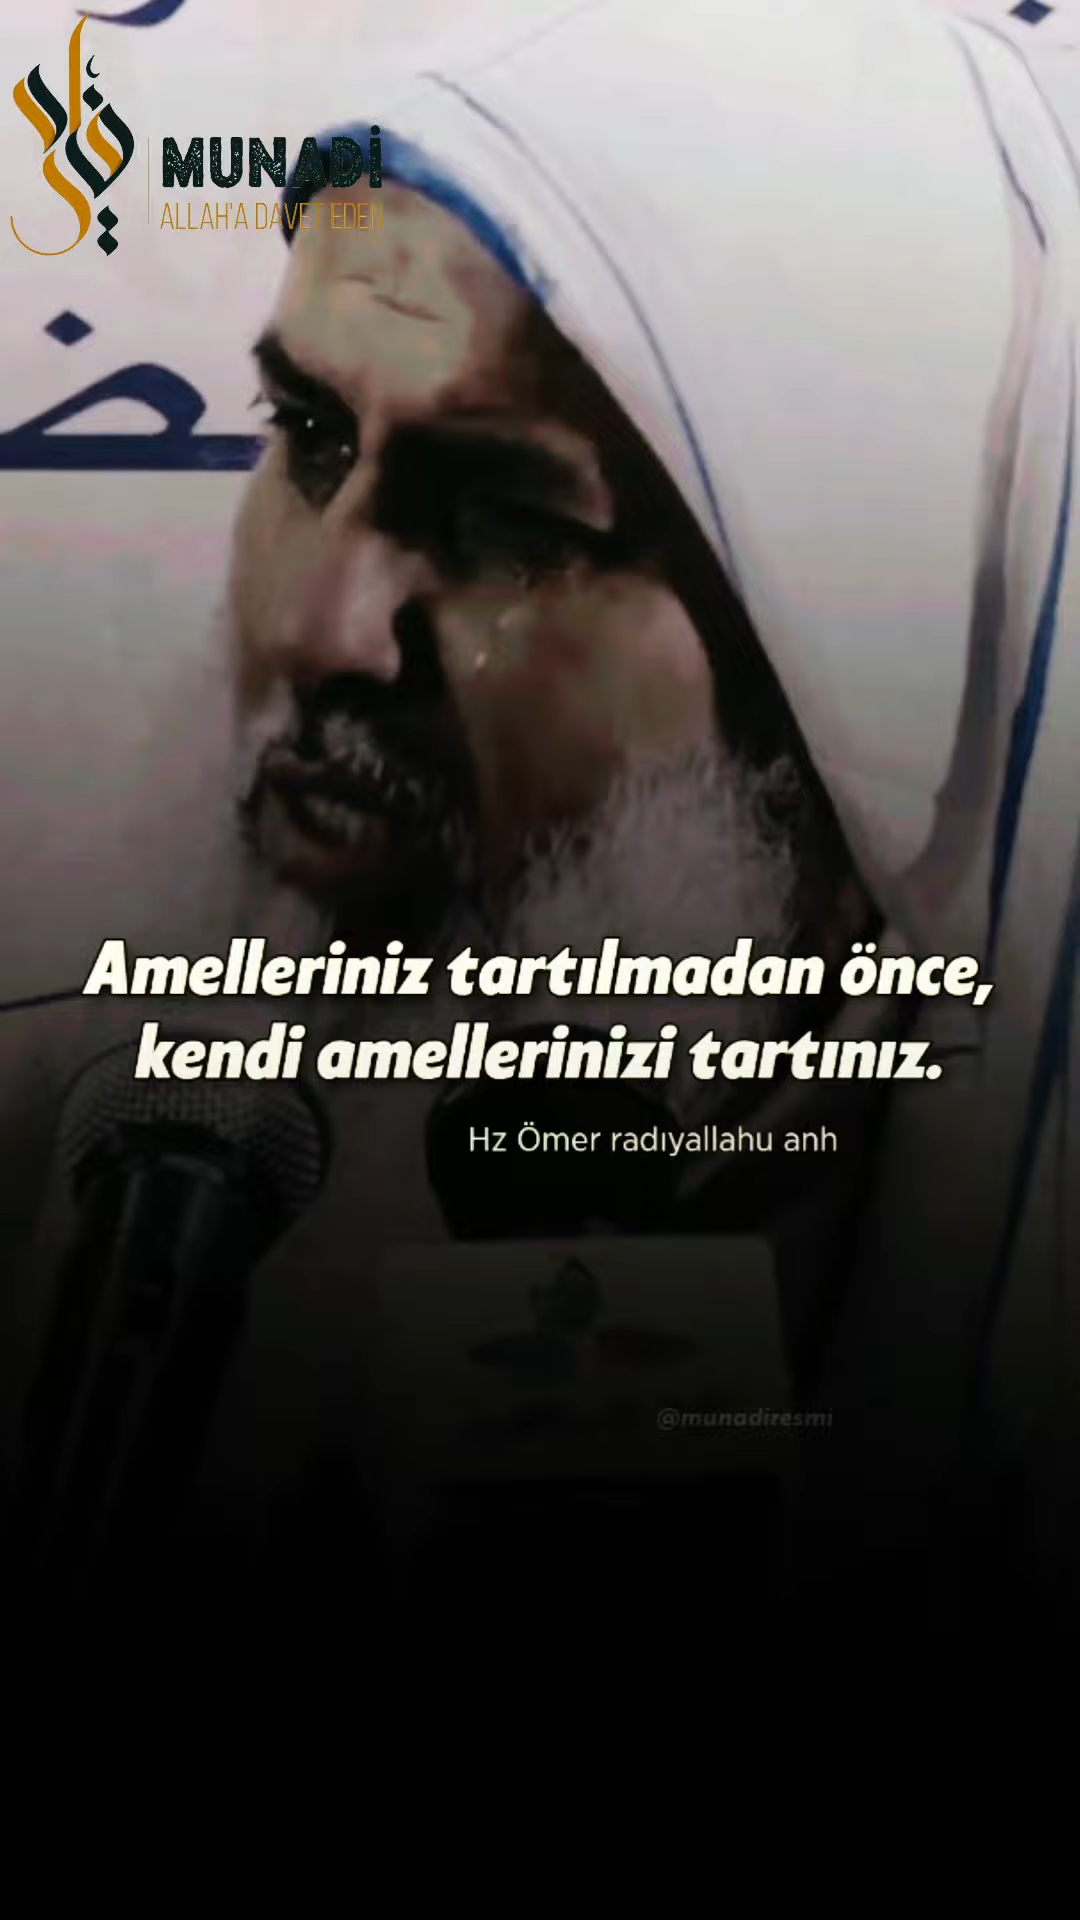 MUNADİ
ALLAH'A DAVET EDEN
Amelleriniz tartılmadan önce,
kendi amellerinizi tartınız.
Hz Ömer radıyallahu anh
@munadiresmi